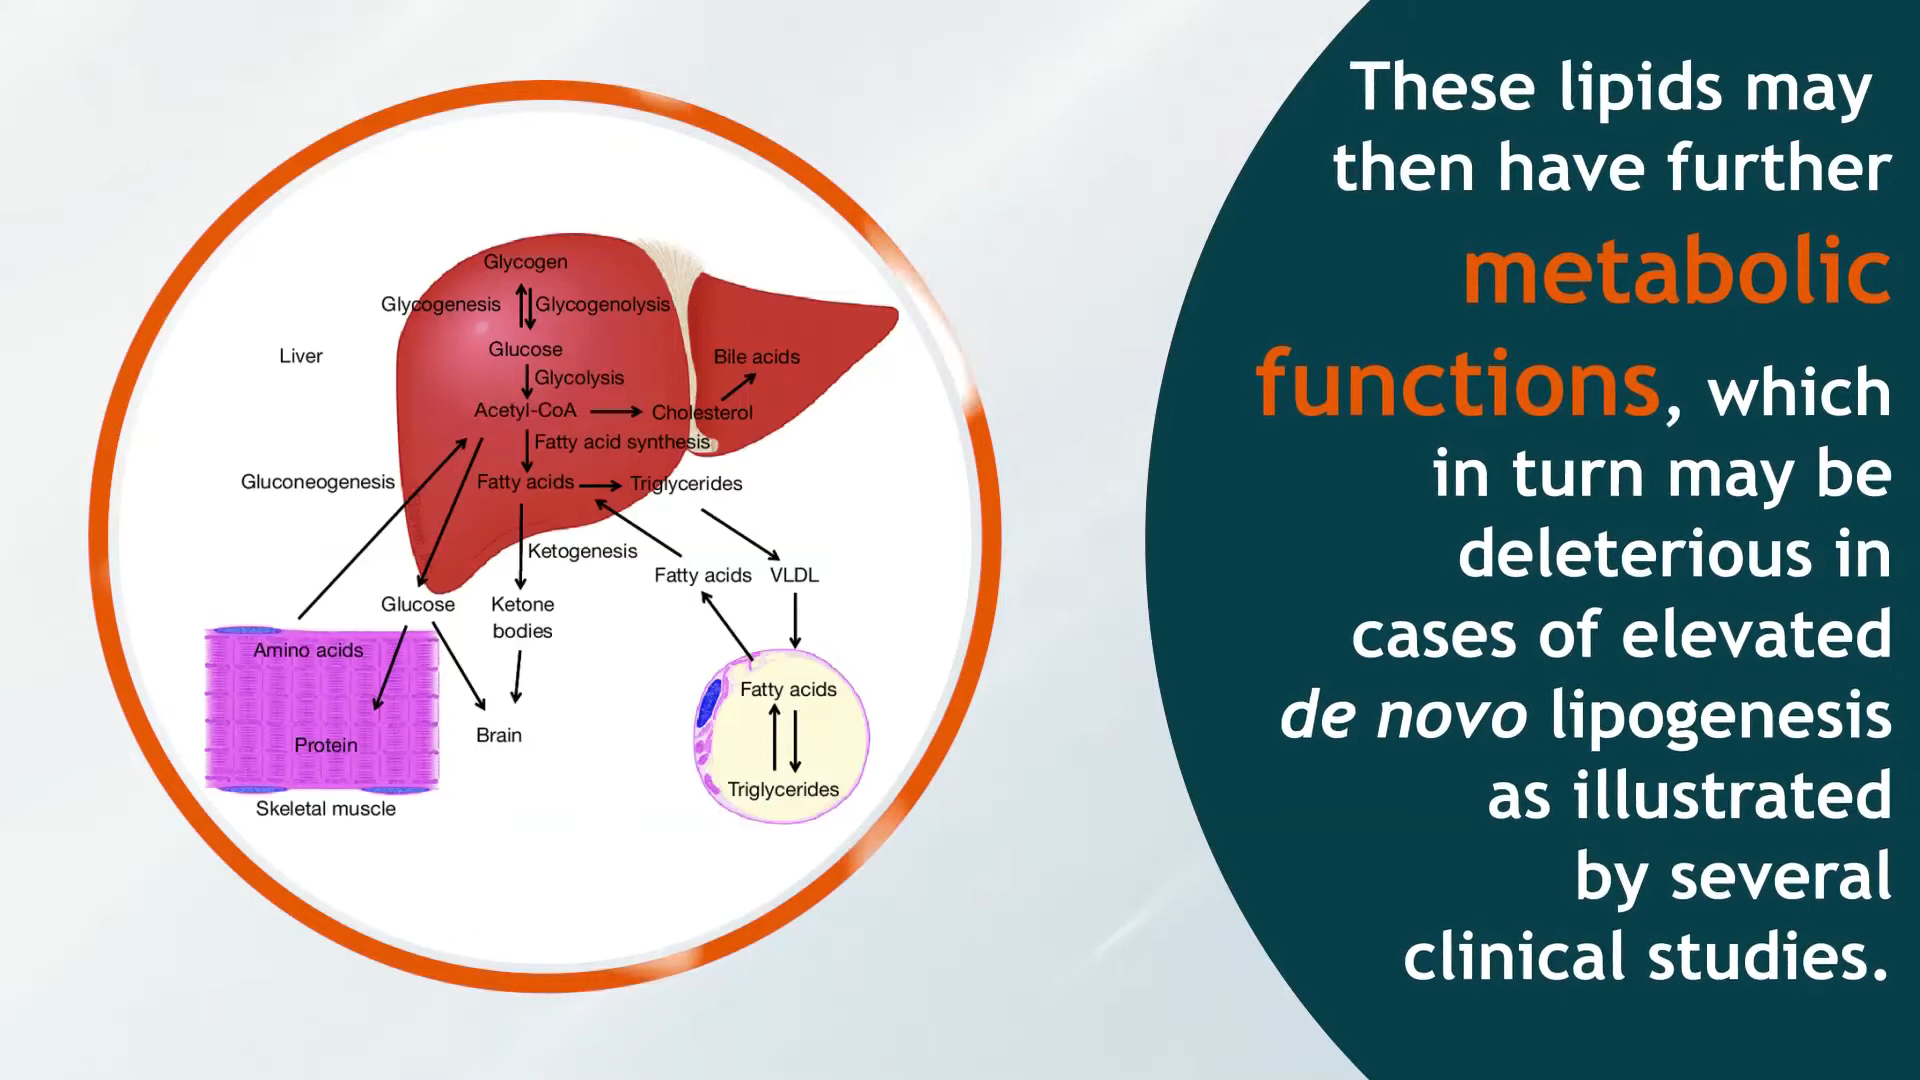 Glycogen
Glycogenesis
Glycogenolysis
Liver
Glucose
Bile acids
Glycolysis
Acetyl-CoA
Cholesterol
Fatty acid synthesis
Gluconeogenesis
Fatty acids
Triglycerides
Ketogenesis
Fatty acids
VLDL
Glucose
Ketone
bodies
Amino acids
Fatty acids
Brain
Protein
Triglycerides
Skeletal muscle
These lipids may
then have further
metabolic
functions, which
in turn may be
deleterious in
cases of elevated
de novo lipogenesis
as illustrated
by several
clinical studies.